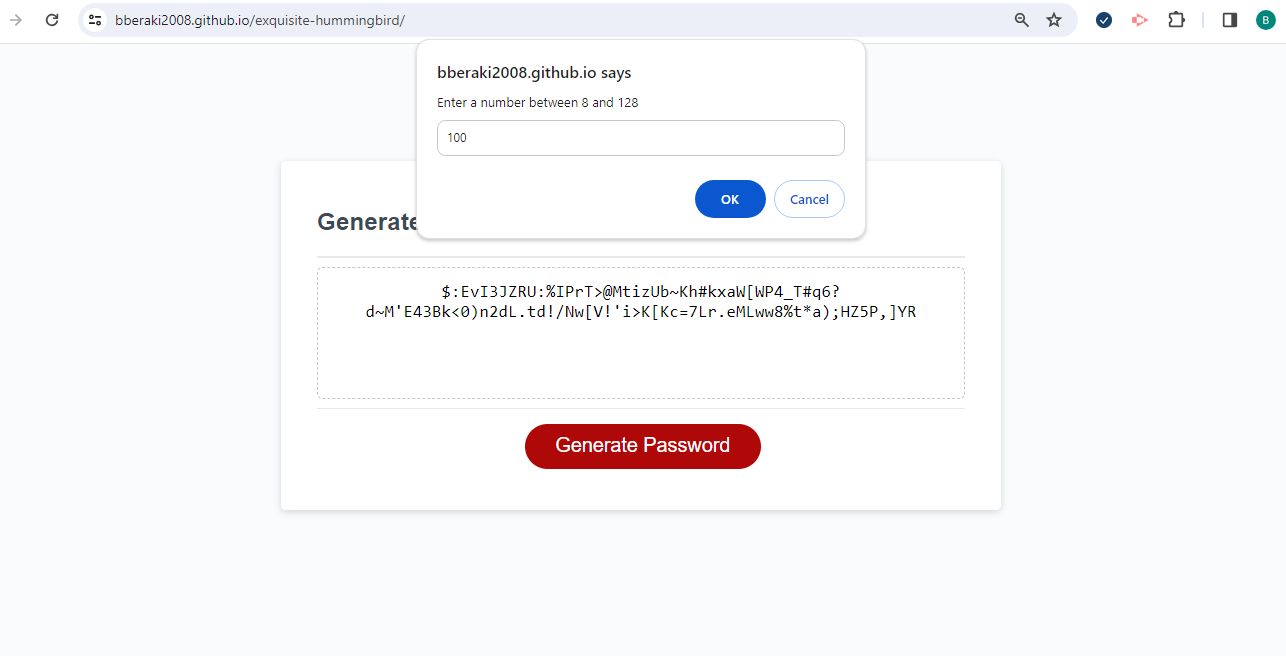 bberaki2008.github.io/exquisite-hummingbird/
B
bberaki2008.github.io says
Enter a number between 8 and 128
100
OK
Cancel
Generate
$:EvI3JZRU:%IPrT>@MtizUb~Kh#kxaW[WP4_T#q6?
d~M'E43Bk<0)n2dL.td!/Nw[V!'i>K[Kc=7Lr.eMLww8%t*a);HZ5P,]YR
Generate Password